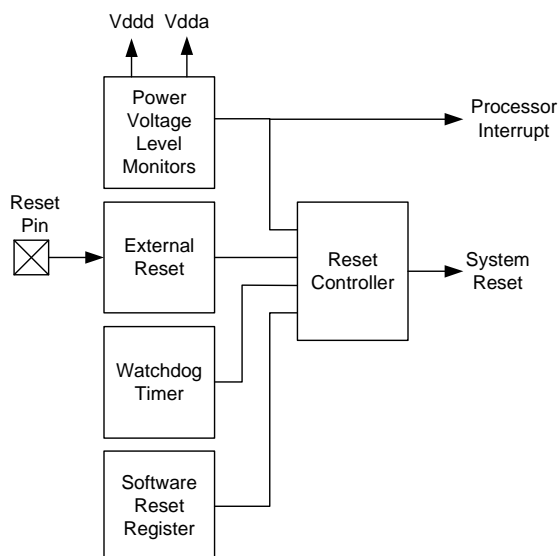 Vddd Vdda
Power
Voltage
Level
Monitors
Processor
Interrupt
Reset
Pin
External
Reset
Reset
Controller
System
Reset
Watchdog
Timer
Software
Reset
Register